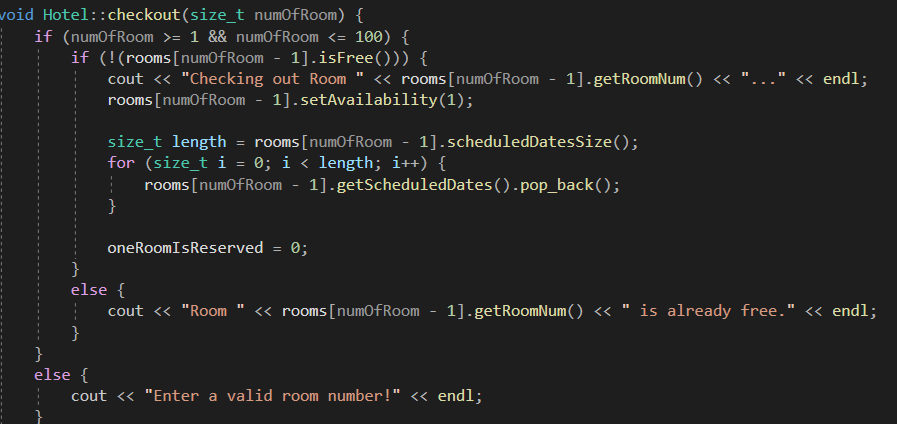 void Hotel::checkout(size_t numOfRoom) {
if (numOfRoom >= 1 && numOfRoom <= 100) {
if (!(rooms[numOfRoom - 1].isFree())) {
cout << "Checking out Room " << rooms[numOfRoom - 1].getRoomNum() << "..." << endl;
rooms[numOfRoom - 1].setAvailability(1);
size_t length = rooms[numOfRoom - 1].scheduledDatesSize();
for (size_t i = 0; i < length; i++) {
rooms[numOfRoom - 1].getScheduledDates().pop_back();
}
oneRoomIsReserved = 0;
}
else {
cout << "Room " << rooms[numOfRoom - 1].getRoomNum() << " is already free." << endl;
}
}
else {
cout << "Enter a valid room number!" << endl;
}